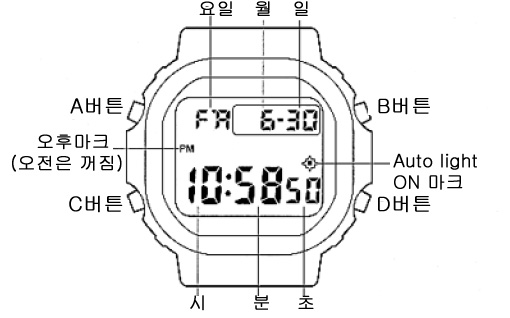 요일 월 일
A버튼
B버튼
FR 6-30
오후마크
(오전은 꺼짐)
PM
Auto light
ON 마크
10:58 50
C버튼
D버튼
시 분 초